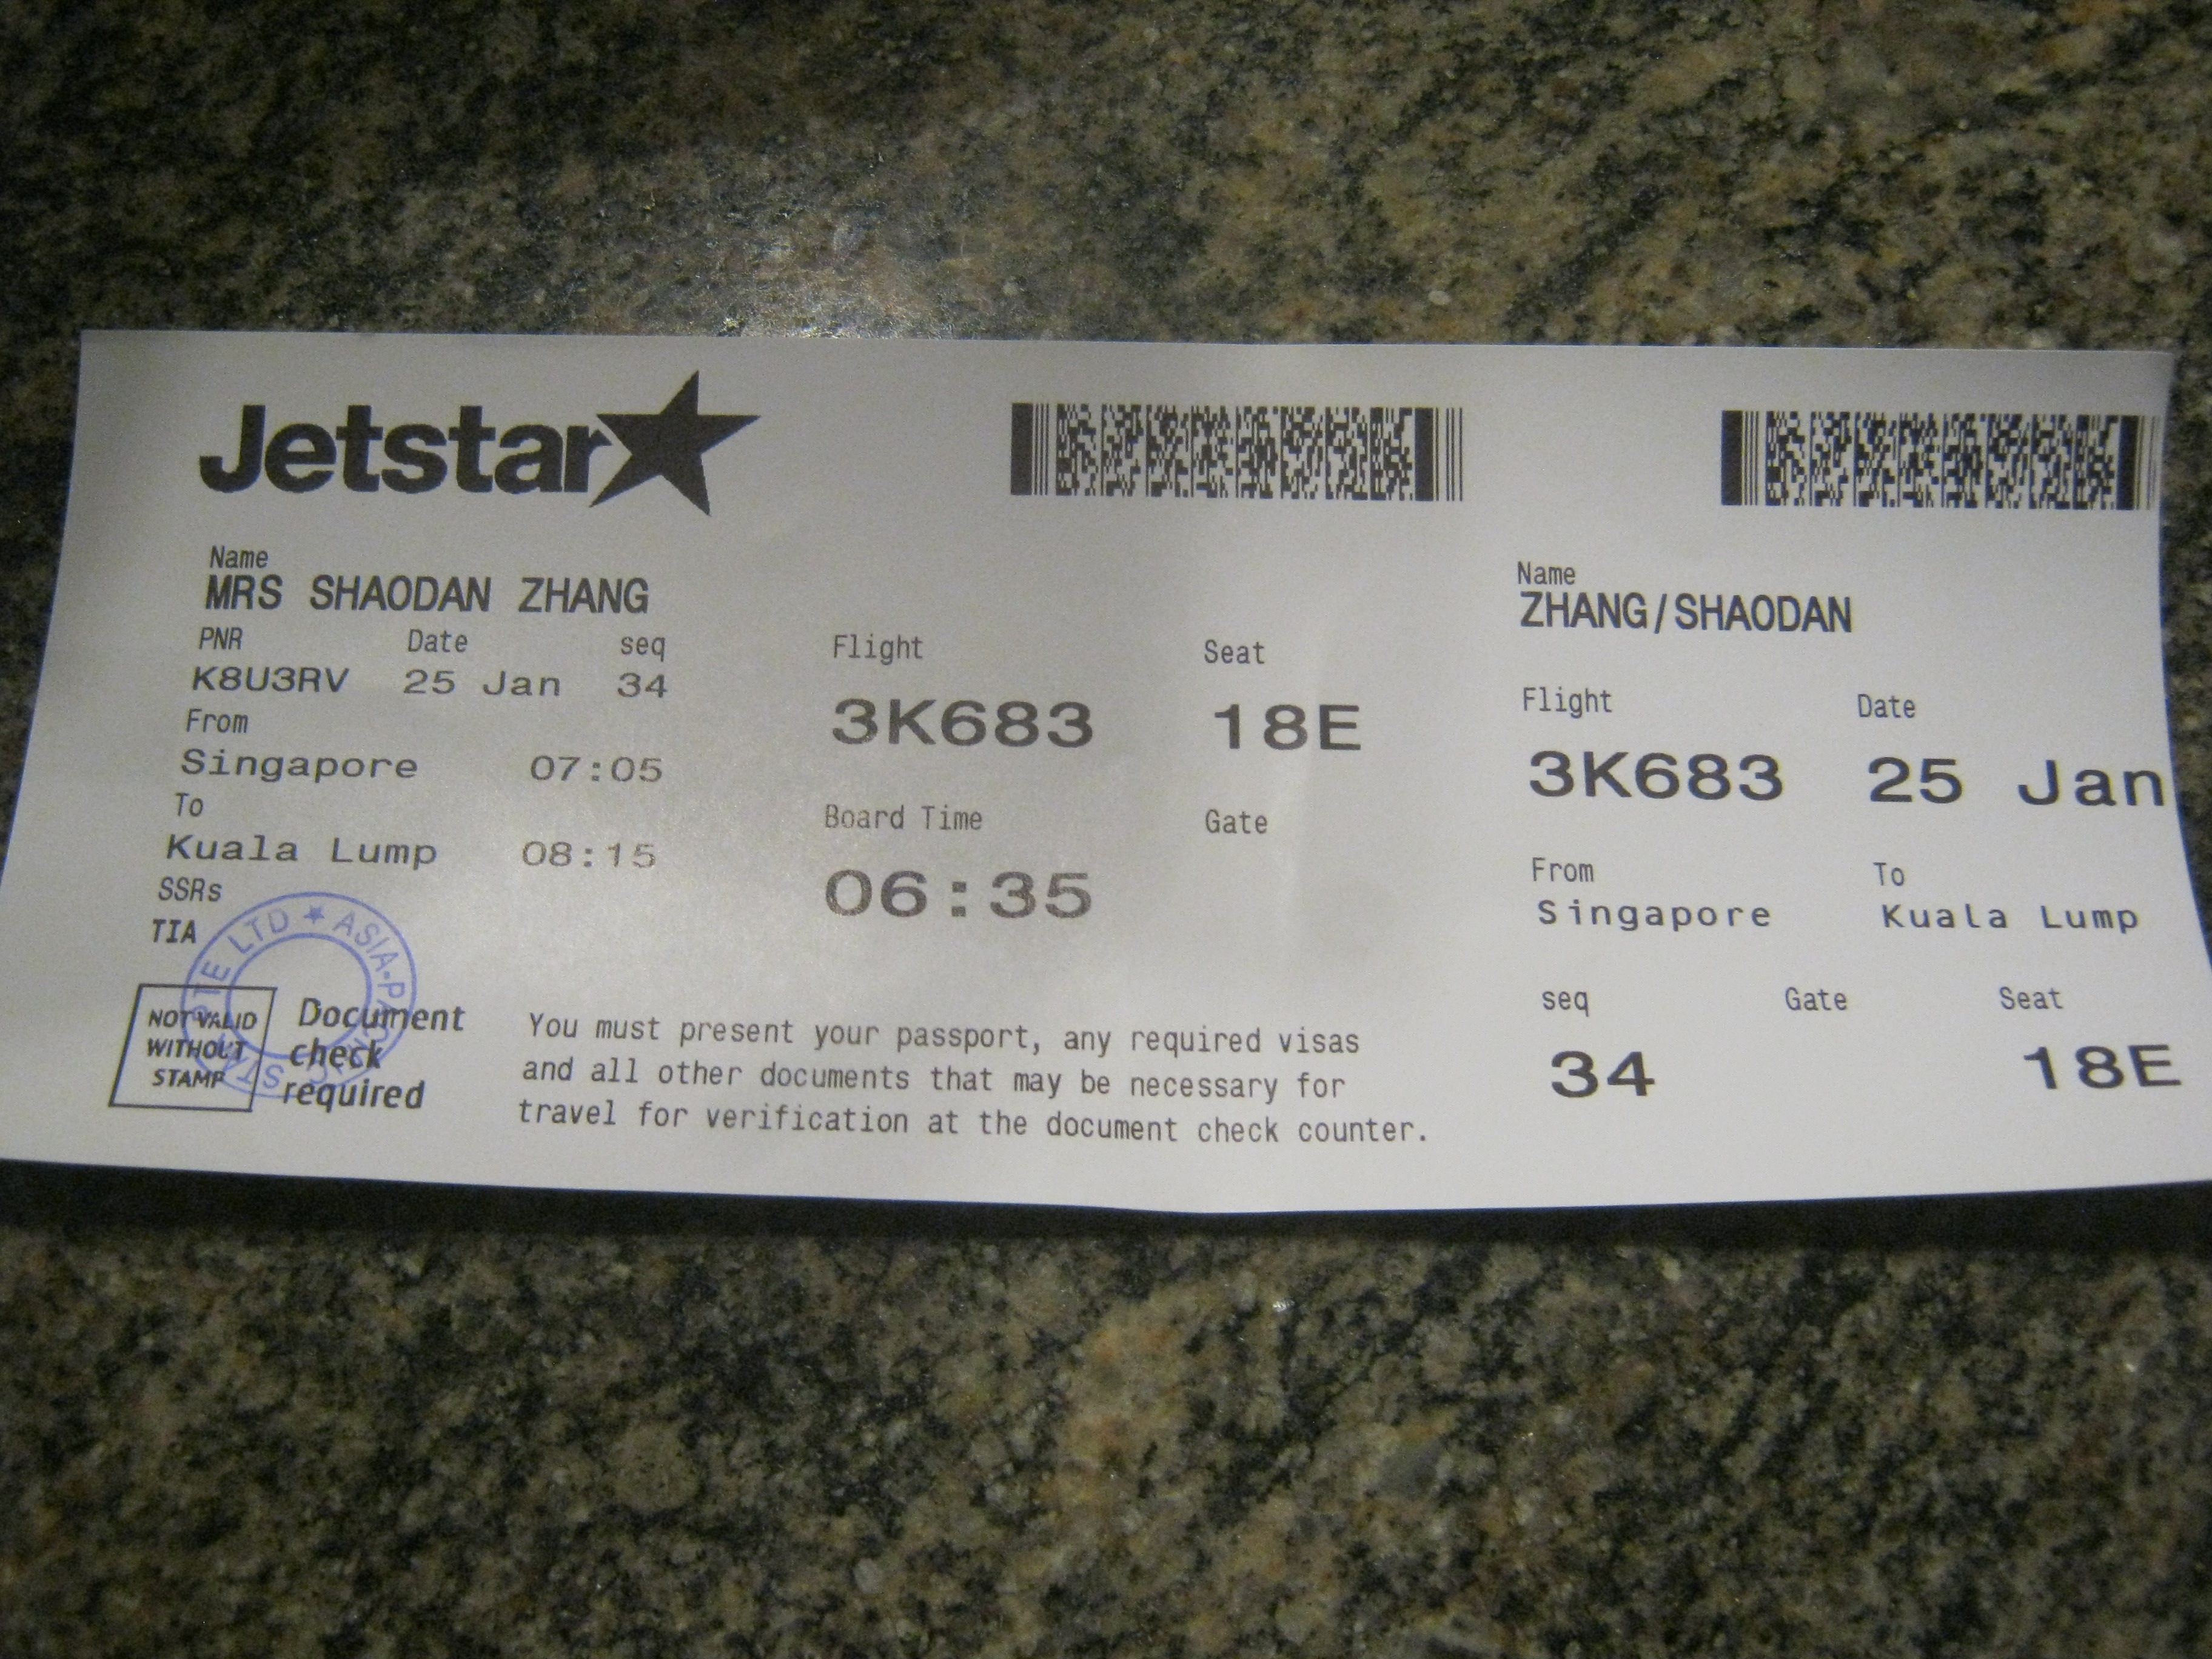 Jetstar
Name
MRS SHAODAN ZHANG
PNR Date seq
K8U3RV 25 Jan 34
From
Singapore 07:05
To
Kuala Lump 08:15
SSRs
TIA
NOT VALID
WITHOUT
STAMP
Document
check
required
Flight Seat
3K683 18E
Board Time Gate
06:35
You must present your passport, any required visas
and all other documents that may be necessary for
travel for verification at the document check counter.
Name
ZHANG/SHAODAN
Flight Date
3K683 25 Jan
From To
Singapore Kuala Lump
seq Gate Seat
34 18E
LTD ★ ASIA-PA